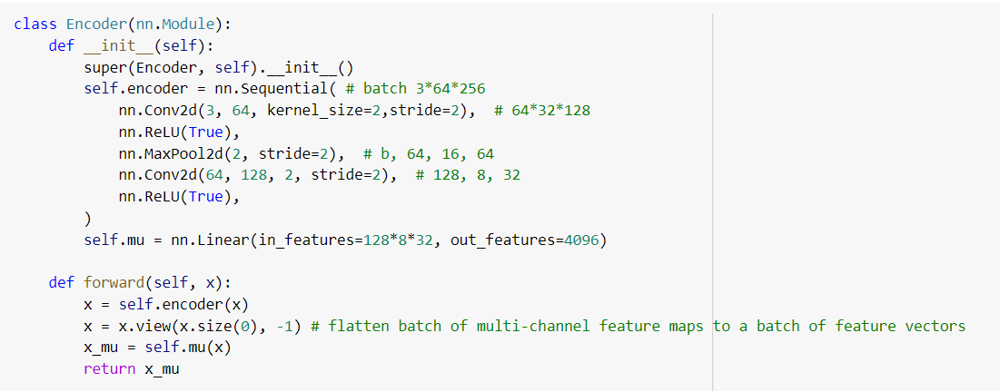 class Encoder(nn.Module):
    def __init__(self):
        super(Encoder, self).__init__()
        self.encoder = nn.Sequential( # batch 3*64*256
            nn.Conv2d(3, 64, kernel_size=2,stride=2),  # 64*32*128
            nn.ReLU(True),
            nn.MaxPool2d(2, stride=2),  # b, 64, 16, 64
            nn.Conv2d(64, 128, 2, stride=2),  # 128, 8, 32
            nn.ReLU(True),
        )
        self.mu = nn.Linear(in_features=128*8*32, out_features=4096)
    def forward(self, x):
        x = self.encoder(x)
        x = x.view(x.size(0), -1) # flatten batch of multi-channel feature maps to a batch of feature vectors
        x_mu = self.mu(x)
        return x_mu